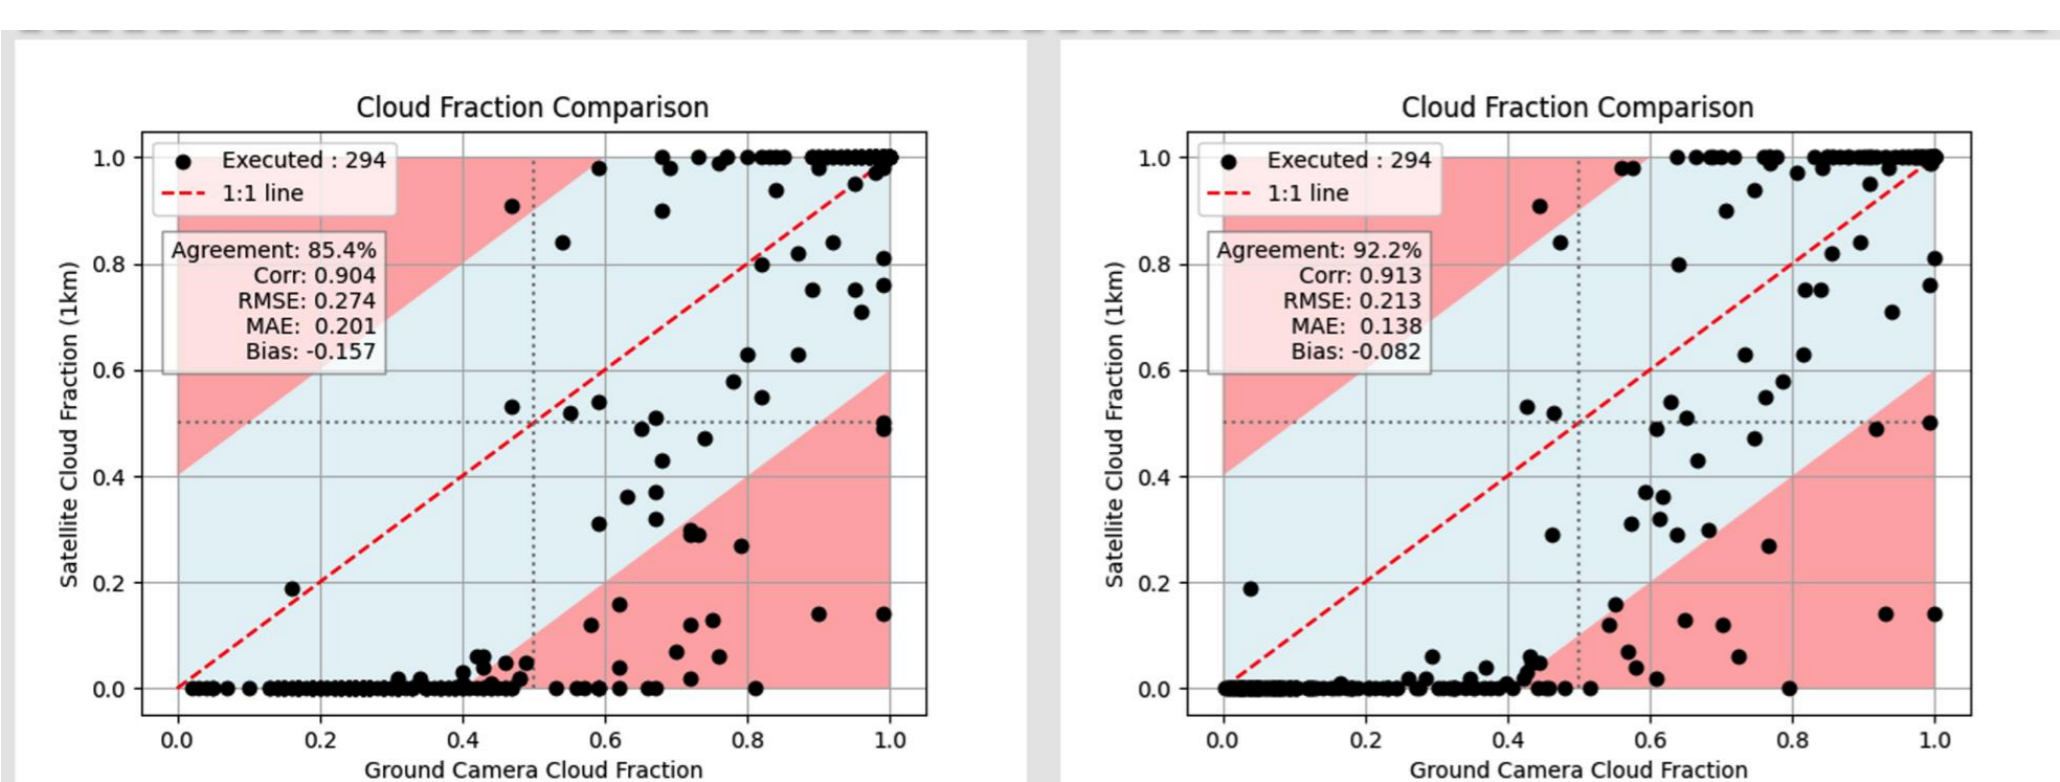 Cloud Fraction Comparison
1.0
0.8
0.6
0.4
0.2
0.0
Satellite Cloud Fraction (1km)
Executed : 294
1:1 line
Agreement: 85.4%
Corr: 0.904
RMSE: 0.274
MAE: 0.201
Bias: -0.157
0.0 0.2 0.4 0.6 0.8 1.0
Ground Camera Cloud Fraction
Cloud Fraction Comparison
1.0
0.8
0.6
0.4
0.2
0.0
Satellite Cloud Fraction (1km)
Executed : 294
1:1 line
Agreement: 92.2%
Corr: 0.913
RMSE: 0.213
MAE: 0.138
Bias: -0.082
0.0 0.2 0.4 0.6 0.8 1.0
Ground Camera Cloud Fraction